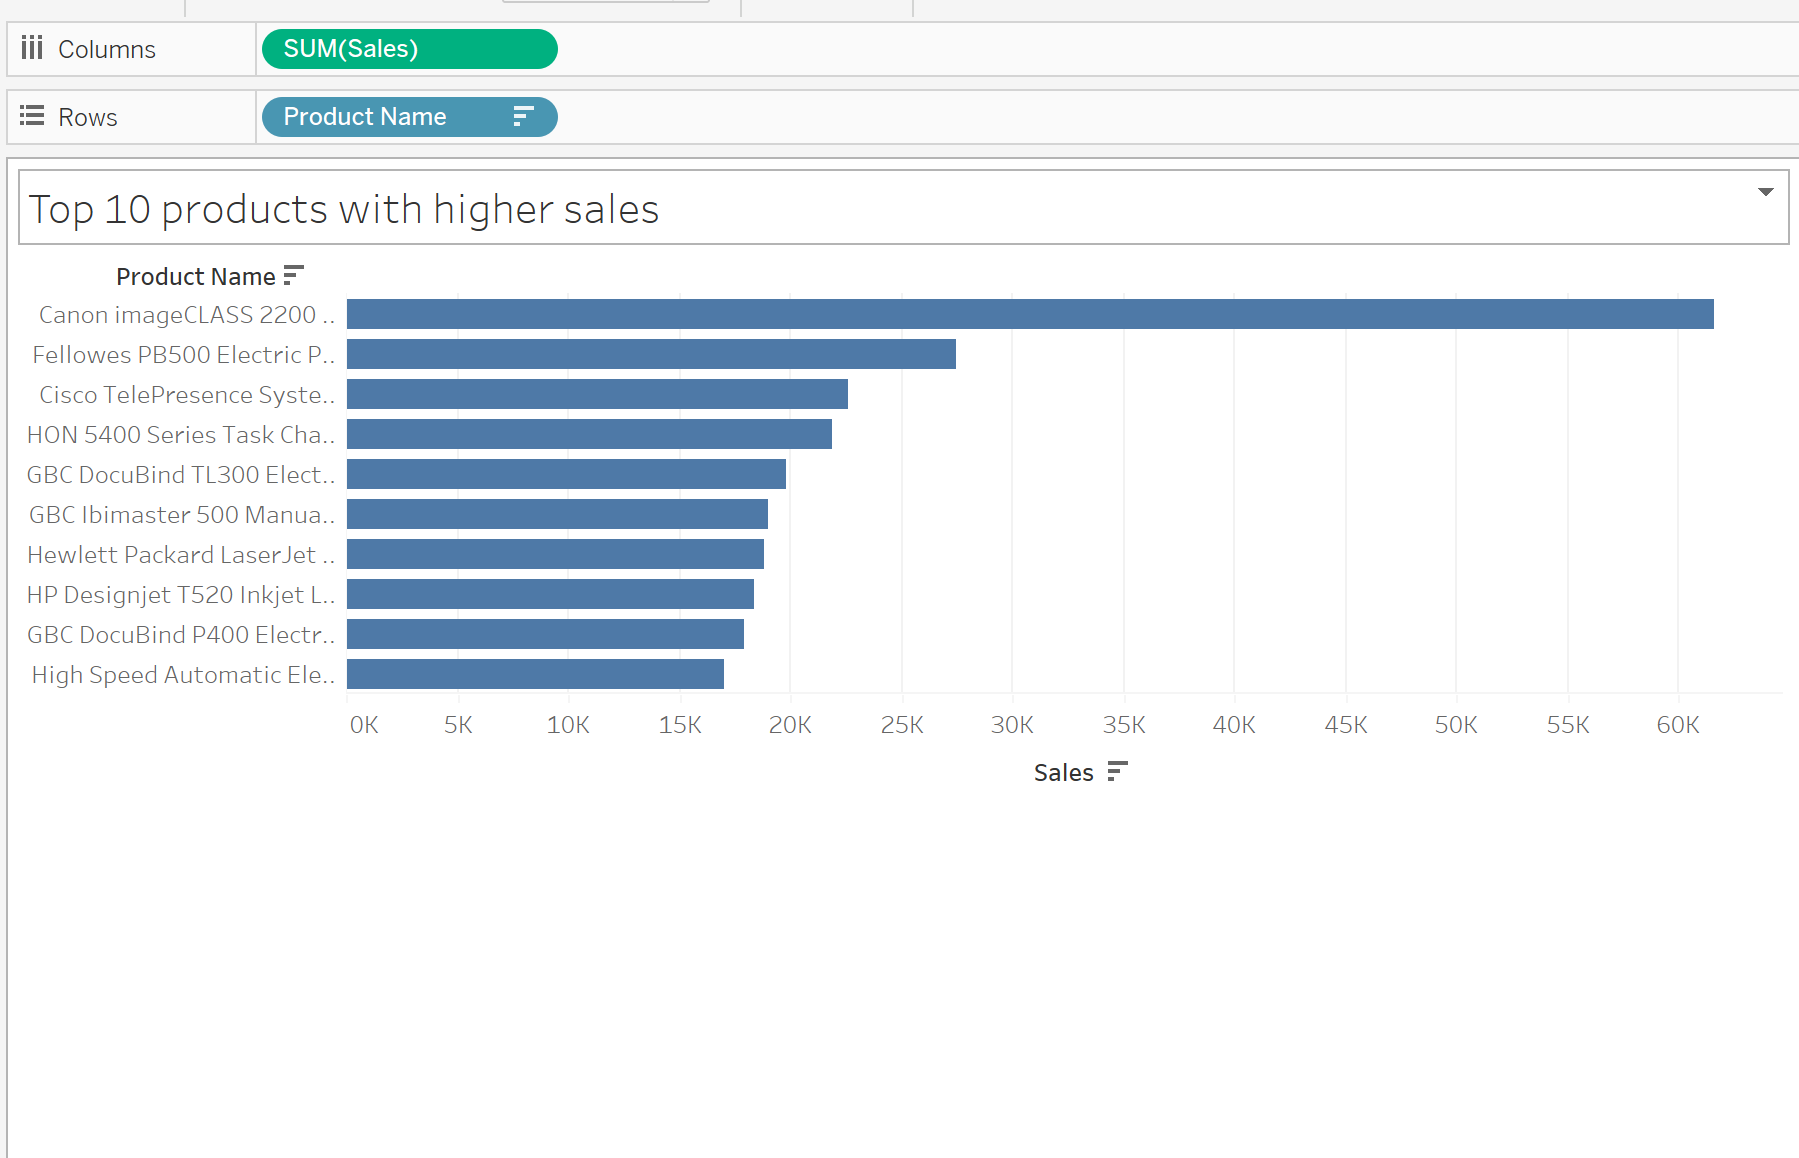 Columns SUM(Sales)
Rows Product Name
Top 10 products with higher sales
Product Name
Canon imageCLASS 2200 ..
Fellowes PB500 Electric P..
Cisco TelePresence Syste..
HON 5400 Series Task Cha..
GBC DocuBind TL300 Elect..
GBC Ibimaster 500 Manua..
Hewlett Packard LaserJet ..
HP Designjet T520 Inkjet L..
GBC DocuBind P400 Electr..
High Speed Automatic Ele..
0K 5K 10K 15K 20K 25K 30K 35K 40K 45K 50K 55K 60K
Sales